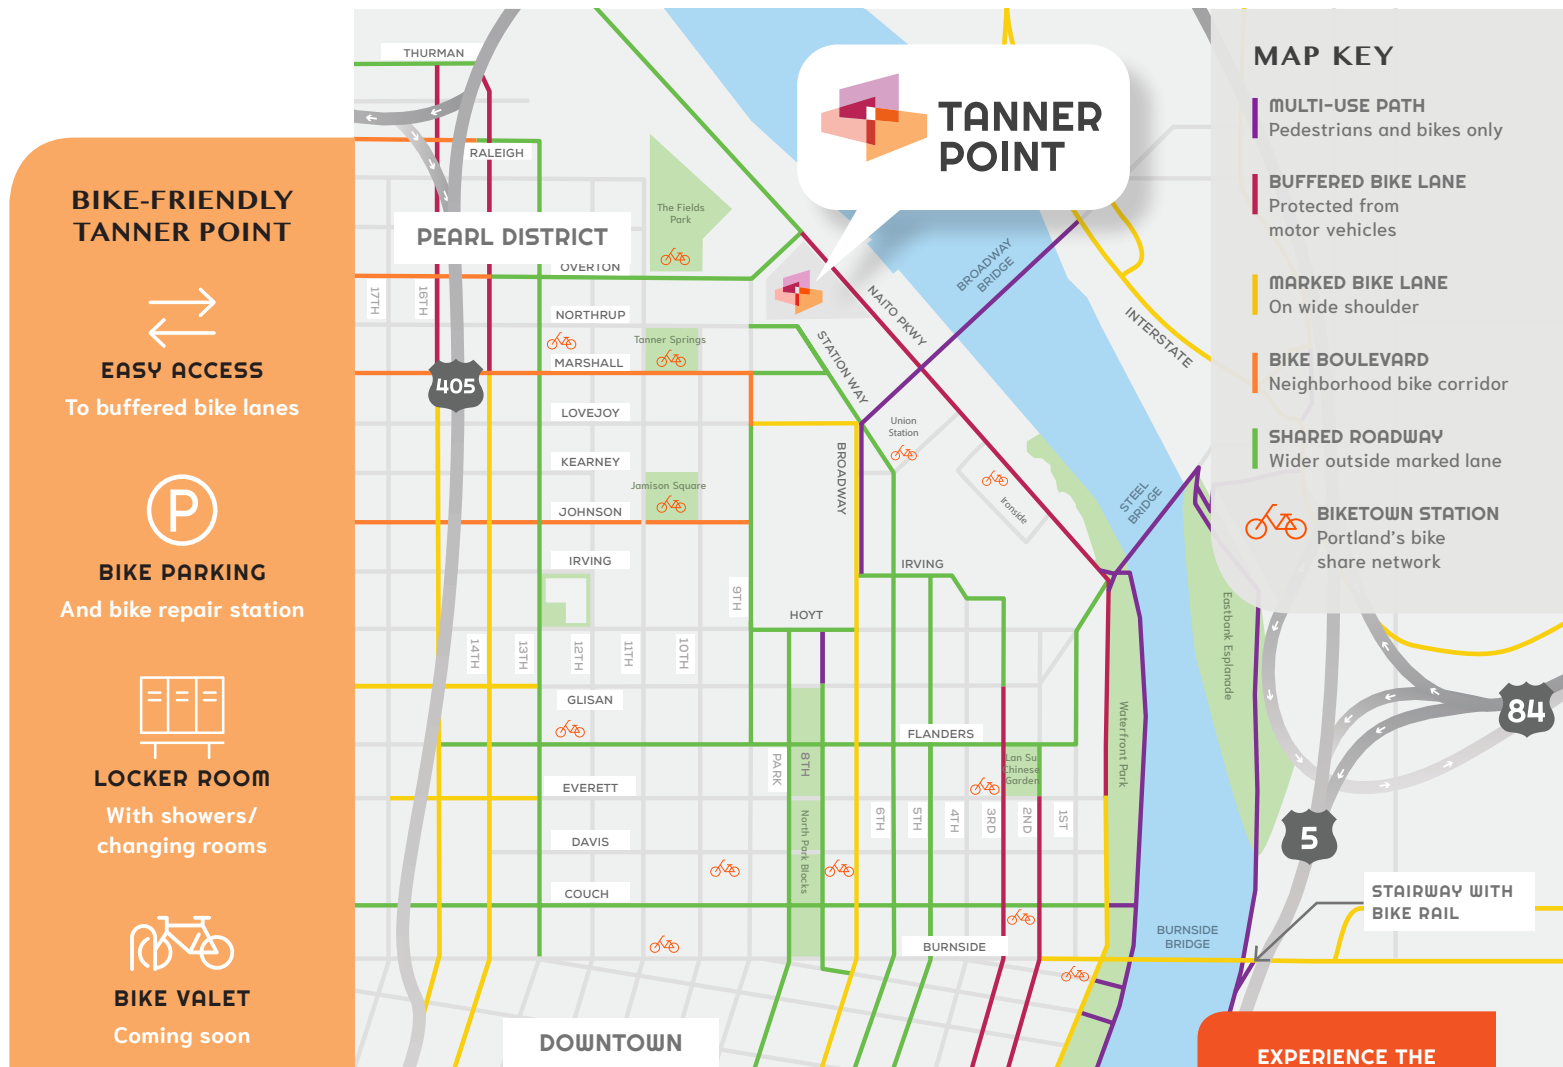 BIKE-FRIENDLY
TANNER POINT
EASY ACCESS
To buffered bike lanes
P
BIKE PARKING
And bike repair station
LOCKER ROOM
With showers/
changing rooms
BIKE VALET
Coming soon
THURMAN
RALEIGH
PEARL DISTRICT
OVERTON
17TH
16TH
NORTHRUP
MARSHALL
405
LOVEJOY
KEARNEY
JOHNSON
IRVING
14TH
13TH
12TH
11TH
10TH
9TH
GLISAN
EVERETT
DAVIS
COUCH
DOWNTOWN
The Fields
Park
Tanner Springs
Jamison Square
TANNER
POINT
NAITO PKWY
STATION WAY
BROADWAY
BROADWAY
BRIDGE
INTERSTATE
Union
Station
Ironside
STEEL
BRIDGE
IRVING
HOYT
FLANDERS
PARK
8TH
North Park Blocks
6TH
5TH
4TH
3RD
2ND
1ST
Lan Su
Chinese
Garden
BURNSIDE
Waterfront Park
Eastbank Esplanade
BURNSIDE
BRIDGE
84
5
STAIRWAY WITH
BIKE RAIL
MAP KEY
MULTI-USE PATH
Pedestrians and bikes only
BUFFERED BIKE LANE
Protected from
motor vehicles
MARKED BIKE LANE
On wide shoulder
BIKE BOULEVARD
Neighborhood bike corridor
SHARED ROADWAY
Wider outside marked lane
BIKETOWN STATION
Portland's bike
share network
EXPERIENCE THE